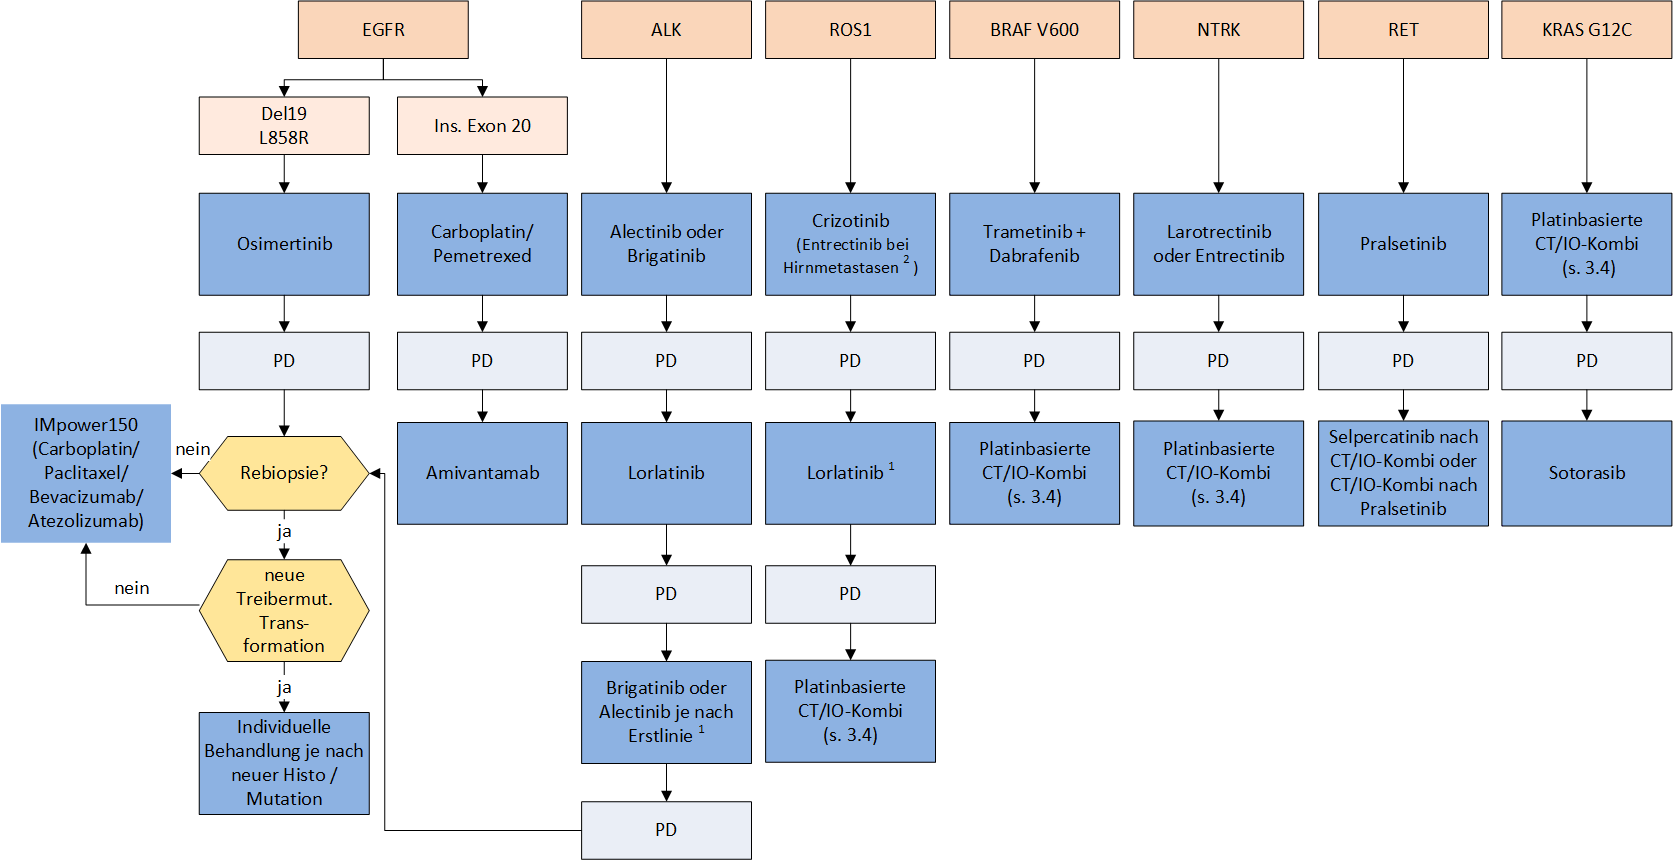 EGFR
ALK
ROS1
BRAF V600
NTRK
RET
KRAS G12C
Del19
L858R
Ins. Exon 20
Osimertinib
Carboplatin/
Pemetrexed
Alectinib oder
Brigatinib
Crizotinib
(Entrectinib bei
Hirnmetastasen 2 )
Trametinib +
Dabrafenib
Larotrectinib
oder Entrectinib
Pralsetinib
Platinbasierte
CT/IO-Kombi
(s. 3.4)
PD
PD
PD
PD
PD
PD
PD
PD
IMpower150
(Carboplatin/
Paclitaxel/
Bevacizumab/
Atezolizumab)
nein
Rebiopsie?
Amivantamab
Lorlatinib
Lorlatinib 1
Platinbasierte
CT/IO-Kombi
(s. 3.4)
Platinbasierte
CT/IO-Kombi
(s. 3.4)
Selpercatinib nach
CT/IO-Kombi oder
CT/IO-Kombi nach
Pralsetinib
Sotorasib
ja
nein
neue
Treibermut.
Trans-
formation
PD
PD
ja
Individuelle
Behandlung je nach
neuer Histo /
Mutation
Brigatinib oder
Alectinib je nach
Erstlinie 1
Platinbasierte
CT/IO-Kombi
(s. 3.4)
PD